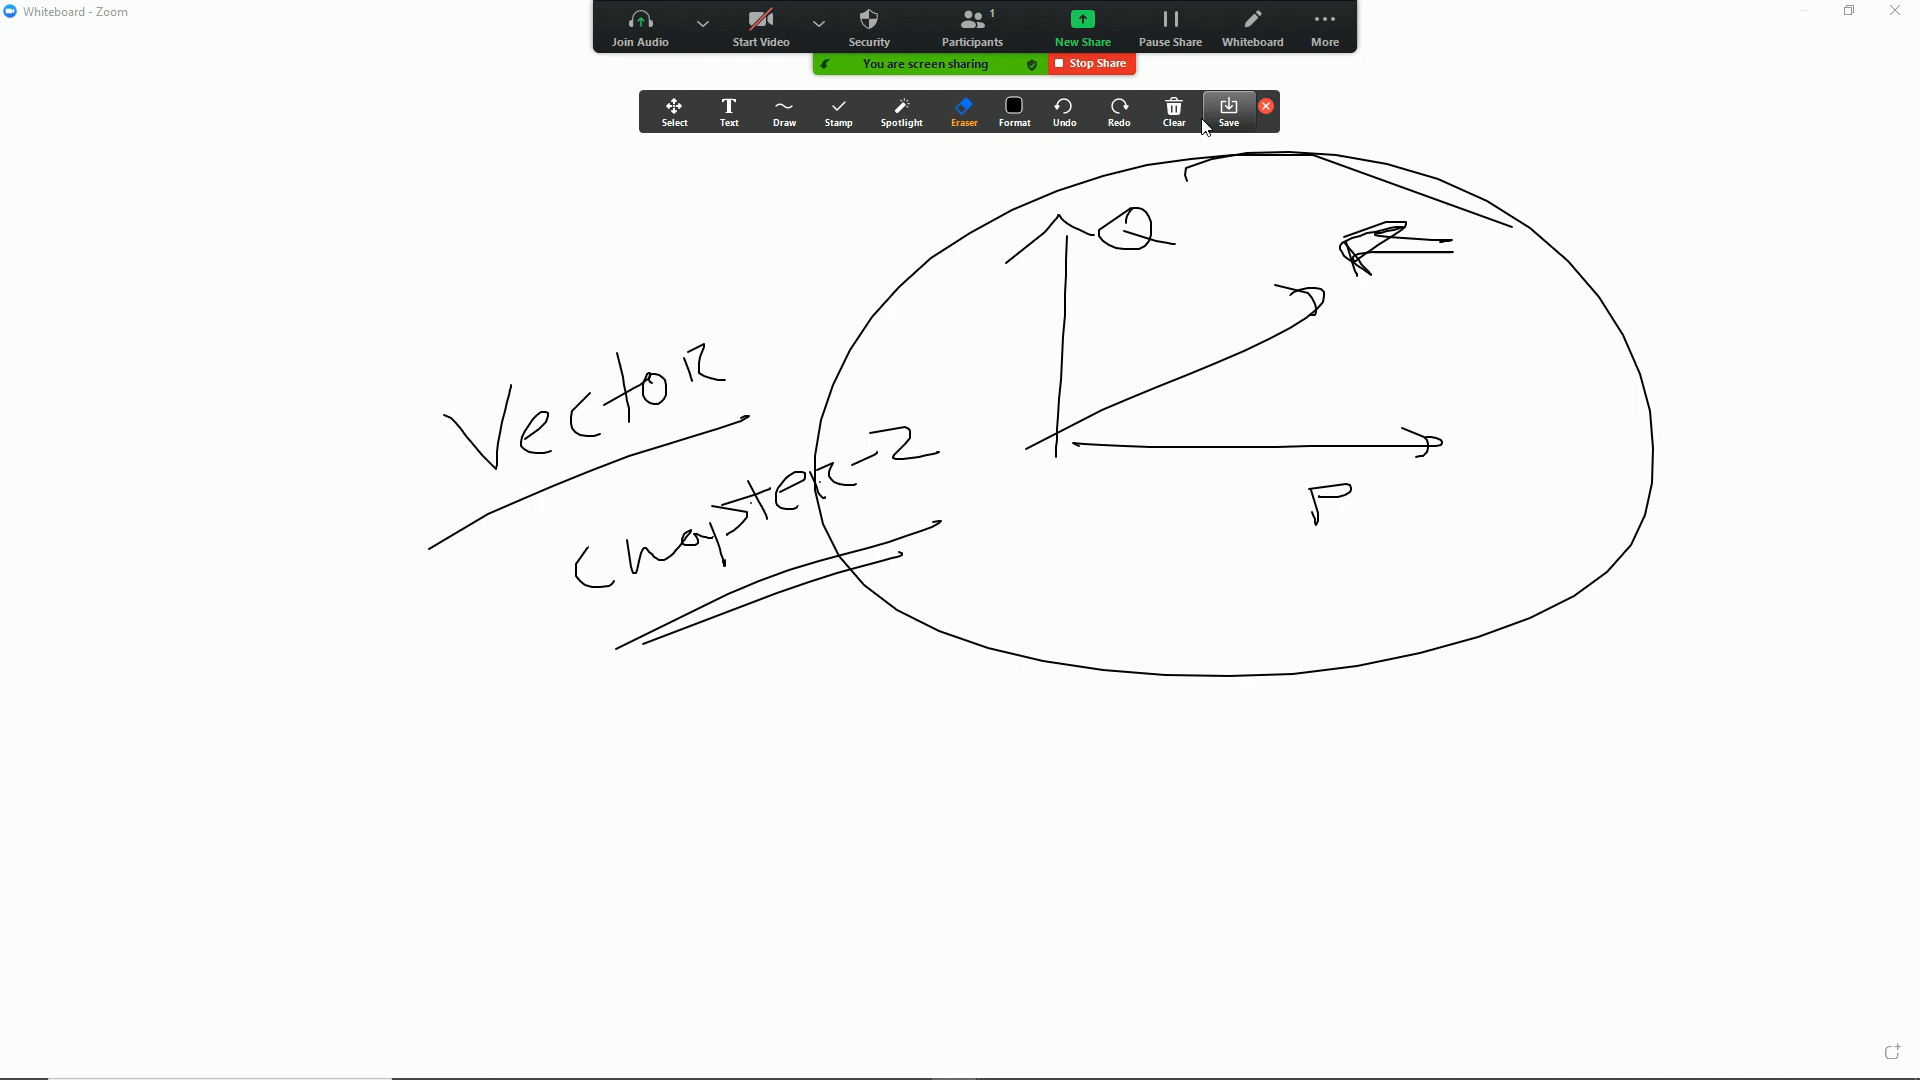 Whiteboard - Zoom
1
Join Audio Start Video Security Participants New Share Pause Share Whiteboard More
You are screen sharing Stop Share
Select Text Draw Stamp Spotlight Eraser Format Undo Redo Clear Save
Q
Vector
chapter-2
P